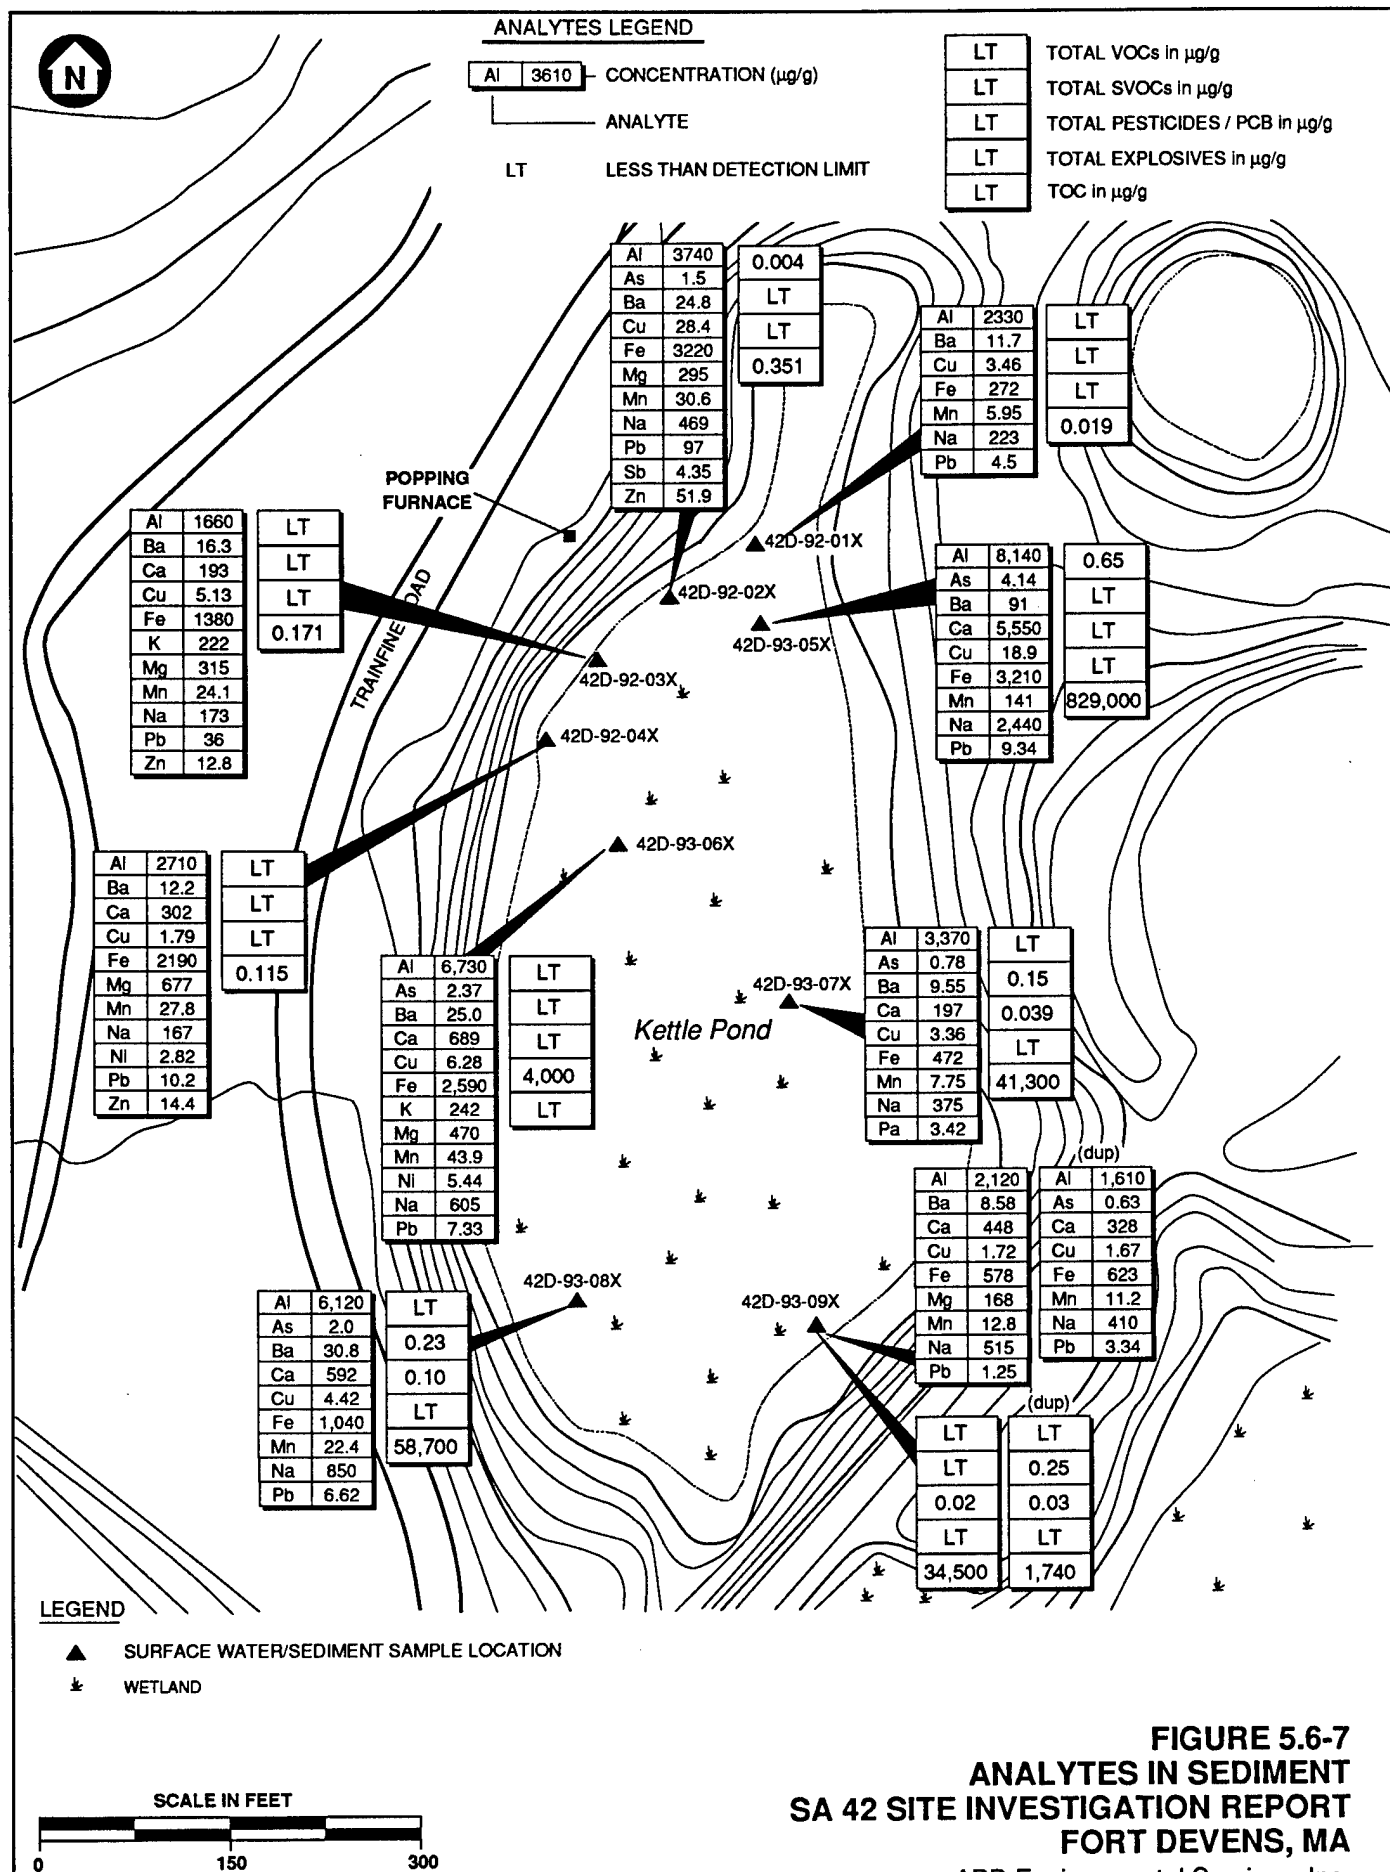 N
ANALYTES LEGEND
Al 3610 CONCENTRATION (µg/g)
ANALYTE
LT LESS THAN DETECTION LIMIT
LT TOTAL VOCs in µg/g
LT TOTAL SVOCs in µg/g
LT TOTAL PESTICIDES / PCB in µg/g
LT TOTAL EXPLOSIVES in µg/g
LT TOC in µg/g
Al 3740
As 1.5
Ba 24.8
Cu 28.4
Fe 3220
Mg 295
Mn 30.6
Na 469
Pb 97
Sb 4.35
Zn 51.9
0.004
LT
LT
0.351
Al 2330
Ba 11.7
Cu 3.46
Fe 272
Mn 5.95
Na 223
Pb 4.5
LT
LT
LT
0.019
POPPING
FURNACE
Al 1660
Ba 16.3
Ca 193
Cu 5.13
Fe 1380
K 222
Mg 315
Mn 24.1
Na 173
Pb 36
Zn 12.8
LT
LT
LT
0.171
TRAINFINE ROAD
42D-92-01X
42D-92-02X
42D-93-05X
42D-92-03X
42D-92-04X
42D-93-06X
Al 8,140
As 4.14
Ba 91
Ca 5,550
Cu 18.9
Fe 3,210
Mn 141
Na 2,440
Pb 9.34
0.65
LT
LT
LT
829,000
Al 2710
Ba 12.2
Ca 302
Cu 1.79
Fe 2190
Mg 677
Mn 27.8
Na 167
Ni 2.82
Pb 10.2
Zn 14.4
LT
LT
LT
0.115
Al 6,730
As 2.37
Ba 25.0
Ca 689
Cu 6.28
Fe 2,590
K 242
Mg 470
Mn 43.9
Ni 5.44
Na 605
Pb 7.33
LT
LT
LT
4,000
LT
42D-93-07X
Kettle Pond
Al 3,370
As 0.78
Ba 9.55
Ca 197
Cu 3.36
Fe 472
Mn 7.75
Na 375
Pa 3.42
LT
0.15
0.039
LT
41,300
(dup)
Al 2,120
Ba 8.58
Ca 448
Cu 1.72
Fe 578
Mg 168
Mn 12.8
Na 515
Pb 1.25
Al 1,610
As 0.63
Ca 328
Cu 1.67
Fe 623
Mn 11.2
Na 410
Pb 3.34
42D-93-08X
42D-93-09X
Al 6,120
As 2.0
Ba 30.8
Ca 592
Cu 4.42
Fe 1,040
Mn 22.4
Na 850
Pb 6.62
LT
0.23
0.10
LT
58,700
(dup)
LT
LT
0.02
LT
34,500
LT
0.25
0.03
LT
1,740
LEGEND
SURFACE WATER/SEDIMENT SAMPLE LOCATION
WETLAND
SCALE IN FEET
0 150 300
FIGURE 5.6-7
ANALYTES IN SEDIMENT
SA 42 SITE INVESTIGATION REPORT
FORT DEVENS, MA